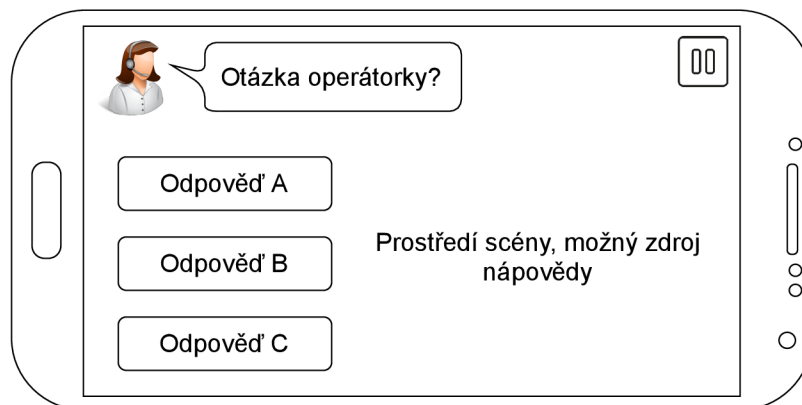 Otázka operátorky?
Odpověď A
Odpověď B
Odpověď C
Prostředí scény, možný zdroj
nápovědy